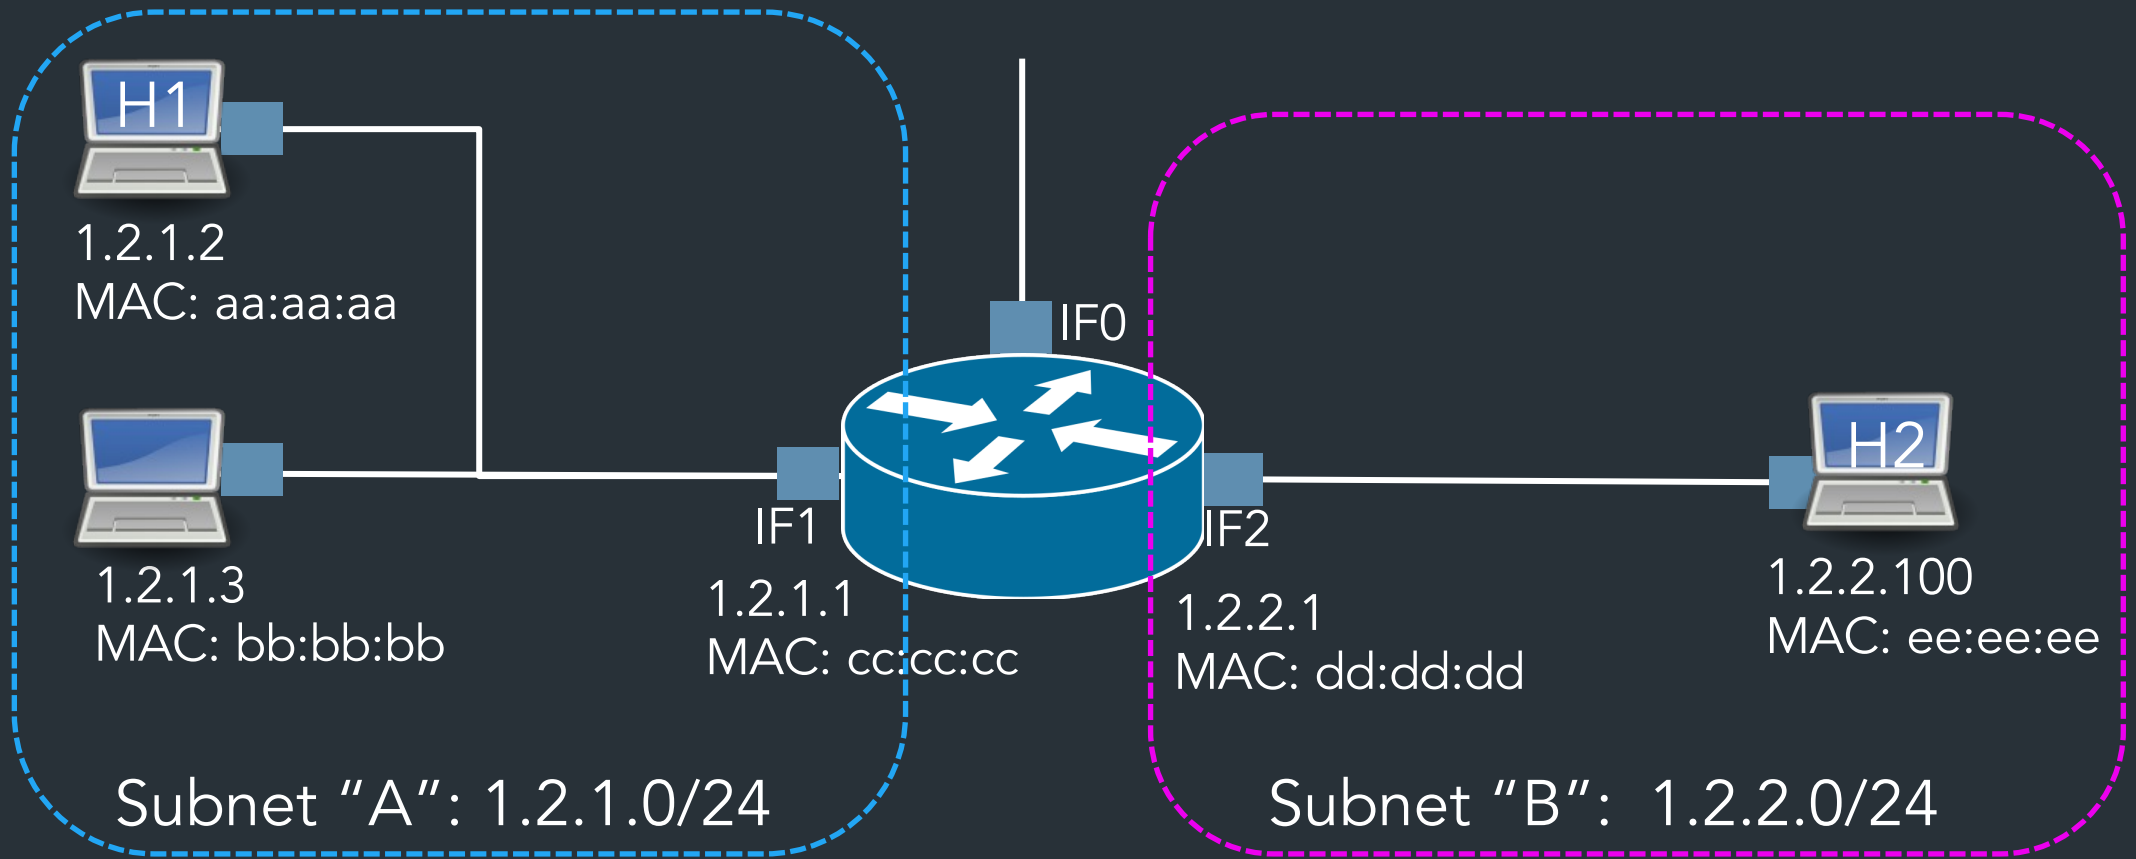 H1
1.2.1.2
MAC: aa:aa:aa
1.2.1.3
MAC: bb:bb:bb
IF0
IF1
1.2.1.1
MAC: cc:cc:cc
IF2
1.2.2.1
MAC: dd:dd:dd
H2
1.2.2.100
MAC: ee:ee:ee
Subnet “A”: 1.2.1.0/24
Subnet “B”: 1.2.2.0/24